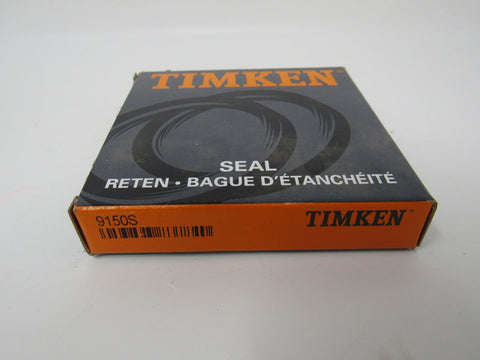 TIMKEN®
SEAL
RETEN • BAGUE D'ÉTANCHÉITÉ
9150S
TIMKEN®